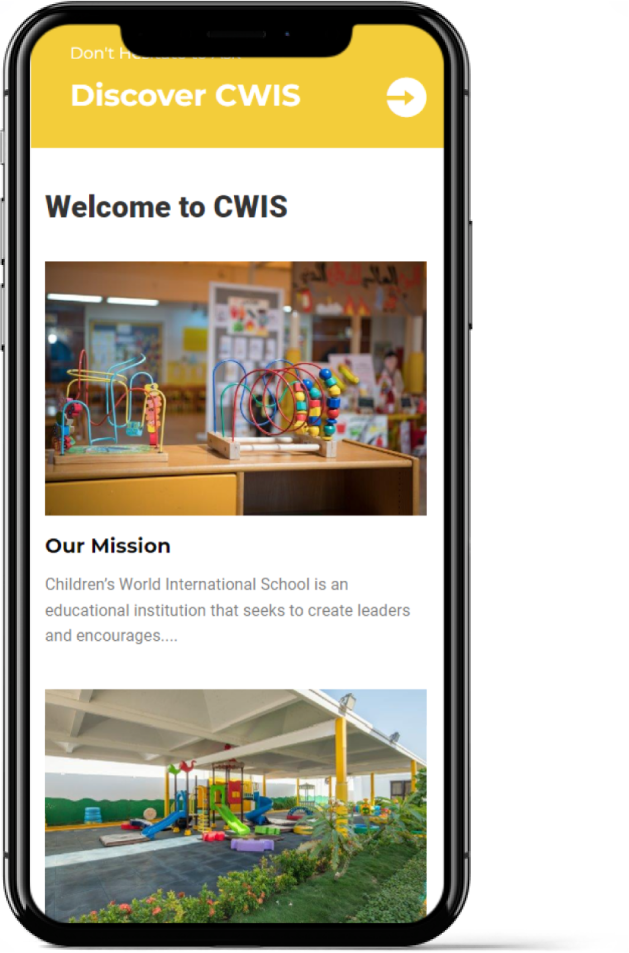 Don't
Discover CWIS
Welcome to CWIS
Our Mission
Children's World International School is an
educational institution that seeks to create leaders
and encourages....